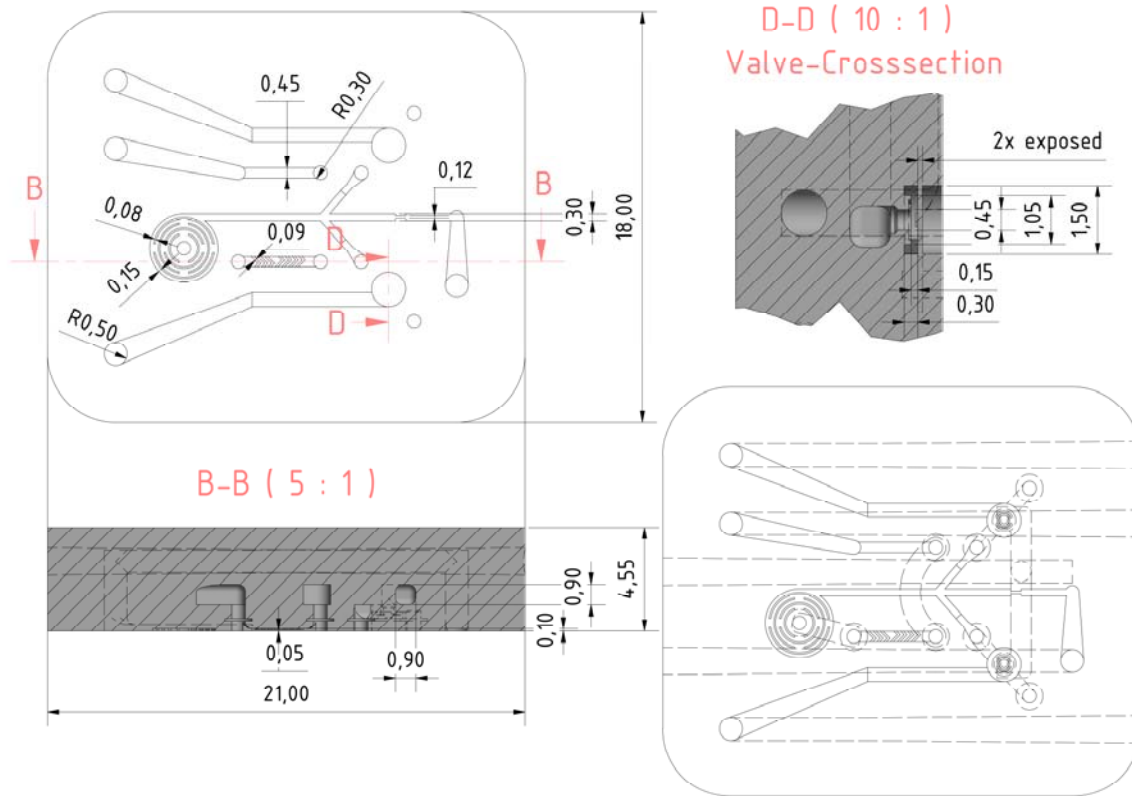 D-D ( 10 : 1 )
Valve-Crosssection
0,45
R0,30
2x exposed
B
0,12
B
0,08
0,30
18,00
0,45
1,05
1,50
0,09
D
0,15
0,15
0,30
R0,50
D
B-B ( 5 : 1 )
0,90
4,55
0,10
0,05
0,90
21,00